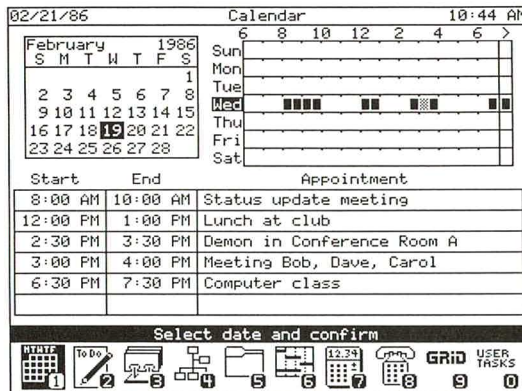 02/21/86 Calendar 10:44 AM
February 1986
S M T W T F S
1
2 3 4 5 6 7 8
9 10 11 12 13 14 15
16 17 18 19 20 21 22
23 24 25 26 27 28
6 8 10 12 2 4 6 >
Sun
Mon
Tue
Wed
Thu
Fri
Sat
Start End Appointment
8:00 AM 10:00 AM Status update meeting
12:00 PM 1:00 PM Lunch at club
2:30 PM 3:30 PM Demon in Conference Room A
3:00 PM 4:00 PM Meeting Bob, Dave, Carol
6:30 PM 7:30 PM Computer class
Select date and confirm
MTWTF 1
To Do 2
3
4
5
6
12.34 7
8
GRiD 9
USER TASKS 0